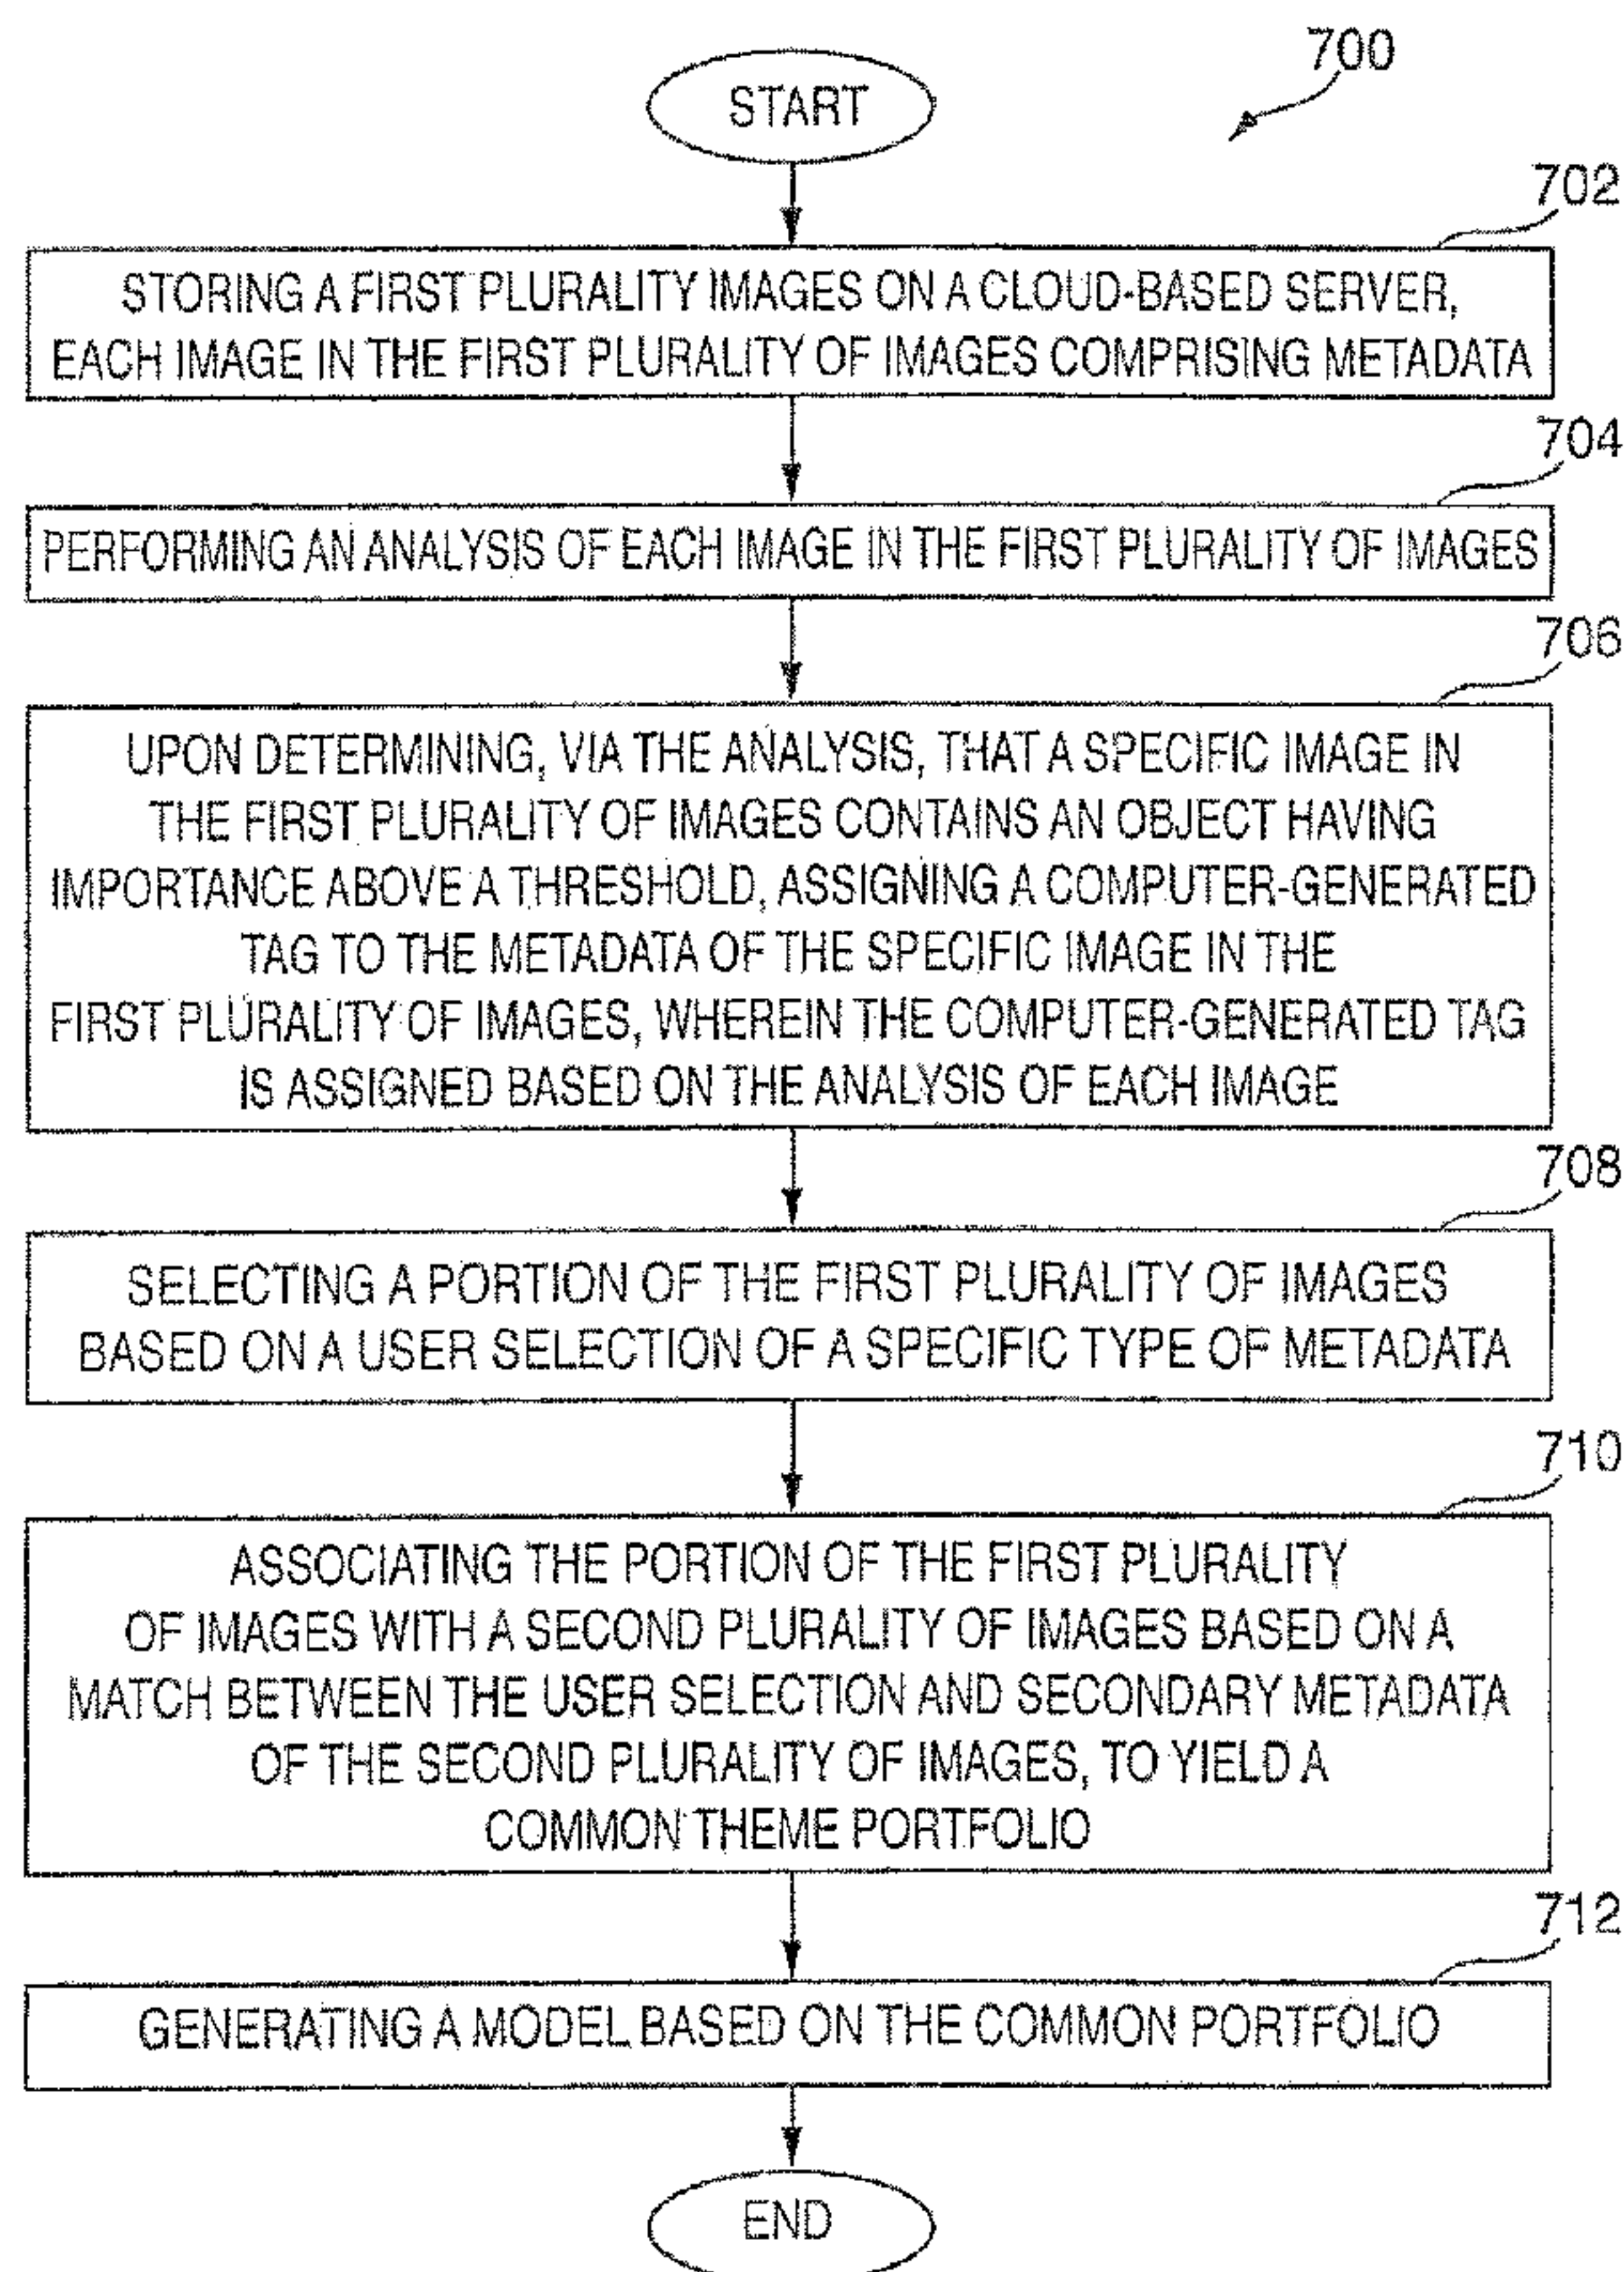 700
START
702
STORING A FIRST PLURALITY IMAGES ON A CLOUD-BASED SERVER,
EACH IMAGE IN THE FIRST PLURALITY OF IMAGES COMPRISING METADATA
704
PERFORMING AN ANALYSIS OF EACH IMAGE IN THE FIRST PLURALITY OF IMAGES
706
UPON DETERMINING, VIA THE ANALYSIS, THAT A SPECIFIC IMAGE IN
THE FIRST PLURALITY OF IMAGES CONTAINS AN OBJECT HAVING
IMPORTANCE ABOVE A THRESHOLD, ASSIGNING A COMPUTER-GENERATED
TAG TO THE METADATA OF THE SPECIFIC IMAGE IN THE
FIRST PLURALITY OF IMAGES, WHEREIN THE COMPUTER-GENERATED TAG
IS ASSIGNED BASED ON THE ANALYSIS OF EACH IMAGE
708
SELECTING A PORTION OF THE FIRST PLURALITY OF IMAGES
BASED ON A USER SELECTION OF A SPECIFIC TYPE OF METADATA
710
ASSOCIATING THE PORTION OF THE FIRST PLURALITY
OF IMAGES WITH A SECOND PLURALITY OF IMAGES BASED ON A
MATCH BETWEEN THE USER SELECTION AND SECONDARY METADATA
OF THE SECOND PLURALITY OF IMAGES, TO YIELD A
COMMON THEME PORTFOLIO
712
GENERATING A MODEL BASED ON THE COMMON PORTFOLIO
END